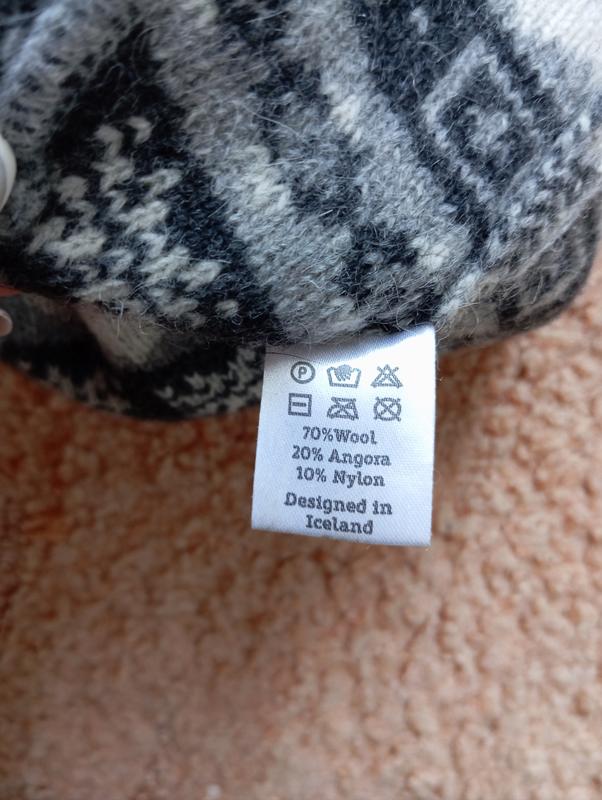 P
70%Wool
20% Angora
10% Nylon
Designed in
Iceland